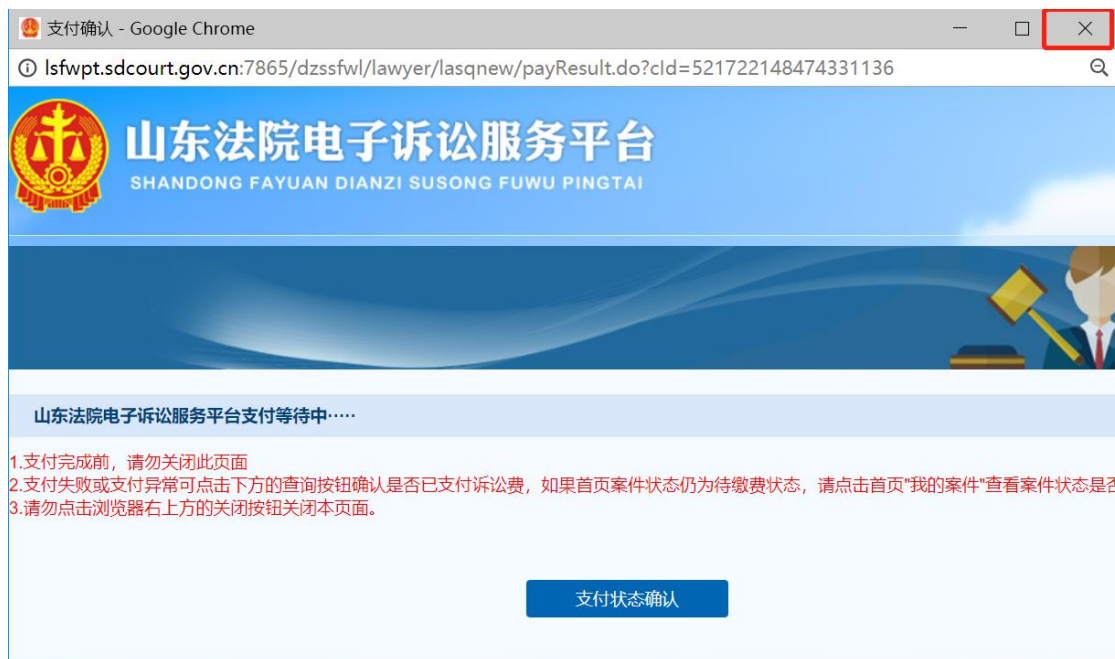 支付确认 - Google Chrome
lsfwpt.sdcourt.gov.cn:7865/dzssfwl/lawyer/lasqnew/payResult.do?cId=521722148474331136
山东法院电子诉讼服务平台
SHANDONG FAYUAN DIANZI SUSONG FUWU PINGTAI
山东法院电子诉讼服务平台支付等待中·····
1.支付完成前，请勿关闭此页面
2.支付失败或支付异常可点击下方的查询按钮确认是否已支付诉讼费，如果首页案件状态仍为待缴费状态，请点击首页"我的案件"查看案件状态是否
3.请勿点击浏览器右上方的关闭按钮关闭本页面。
支付状态确认